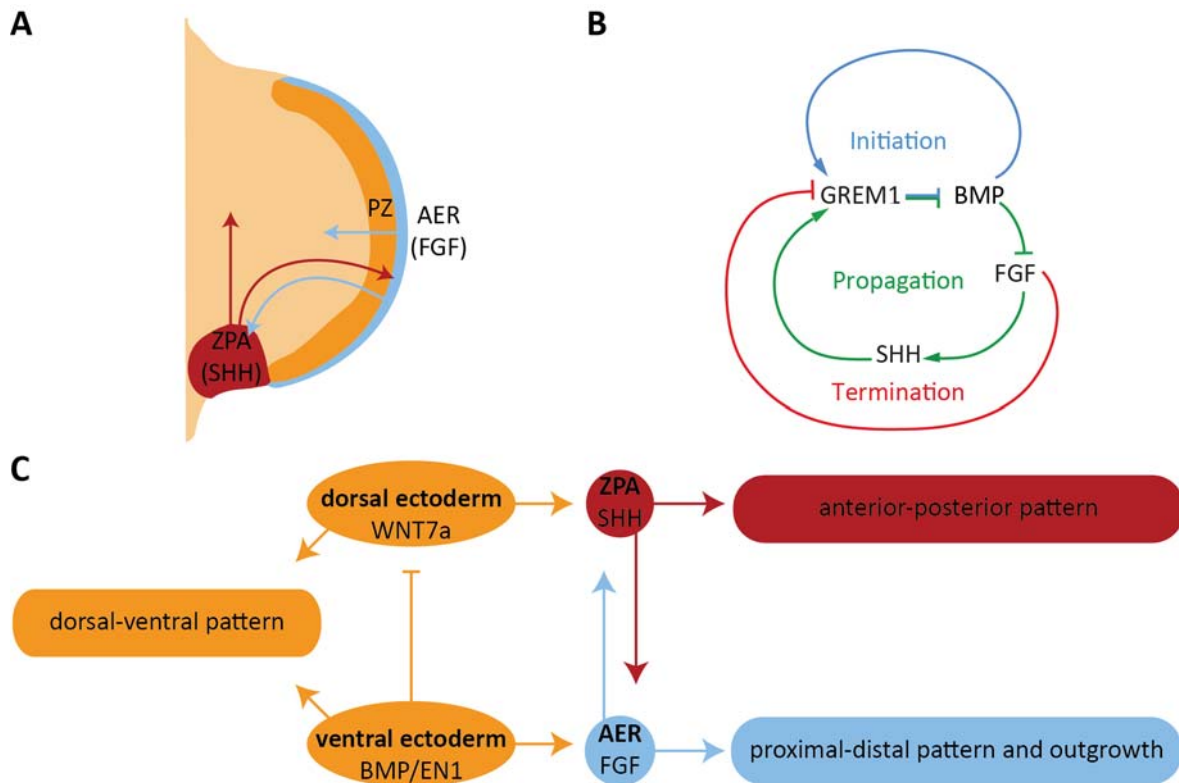 A
PZ
AER
(FGF)
ZPA
(SHH)
B
Initiation
GREM1
BMP
FGF
Propagation
SHH
Termination
C
dorsal ectoderm
WNT7a
ZPA
SHH
anterior-posterior pattern
dorsal-ventral pattern
ventral ectoderm
BMP/EN1
AER
FGF
proximal-distal pattern and outgrowth